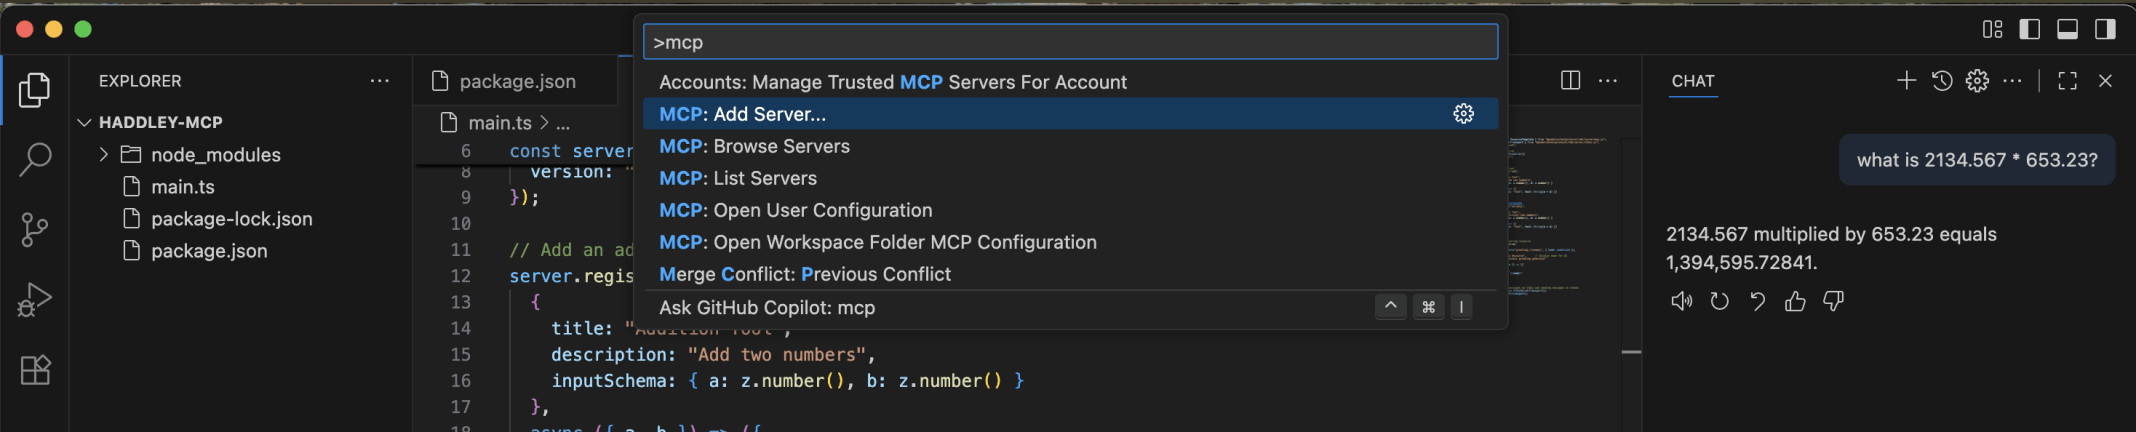 >mcp
Accounts: Manage Trusted MCP Servers For Account
MCP: Add Server...
MCP: Browse Servers
MCP: List Servers
MCP: Open User Configuration
MCP: Open Workspace Folder MCP Configuration
Merge Conflict: Previous Conflict
Ask GitHub Copilot: mcp
^ ⌘ I
EXPLORER
HADDLEY-MCP
node_modules
main.ts
package-lock.json
package.json
package.json
main.ts > ...
6 const server
8 version: "
9 });
10
11 // Add an ad
12 server.regis
13 {
14 title: "Addition Tool",
15 description: "Add two numbers",
16 inputSchema: { a: z.number(), b: z.number() }
17 },
18 async ({ a, b }) => ({
CHAT
what is 2134.567 * 653.23?
2134.567 multiplied by 653.23 equals
1,394,595.72841.